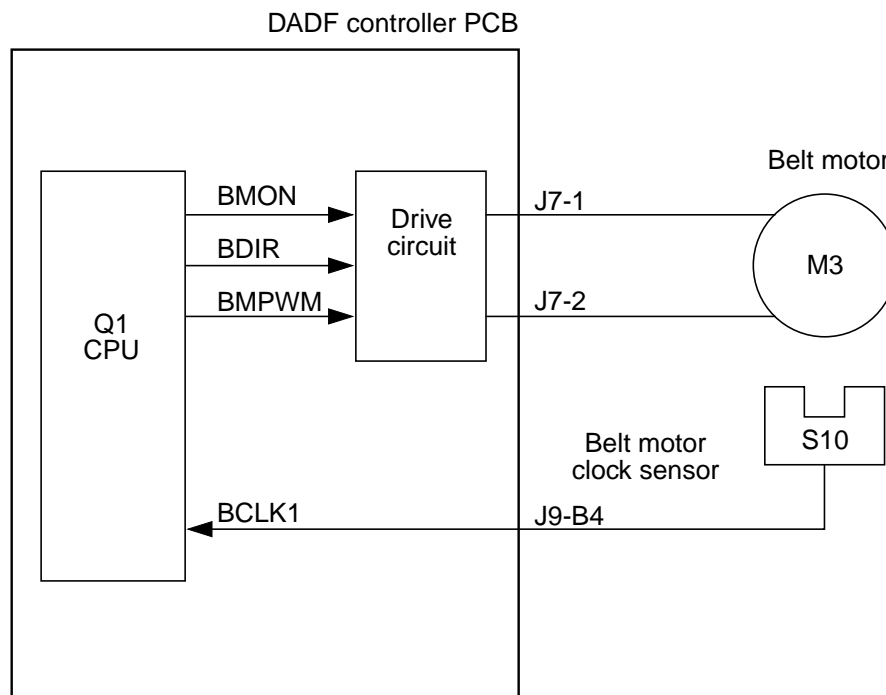 DADF controller PCB
Belt motor
BMON
BDIR
BMPWM
Drive
circuit
J7-1
J7-2
M3
Q1
CPU
S10
Belt motor
clock sensor
BCLK1
J9-B4